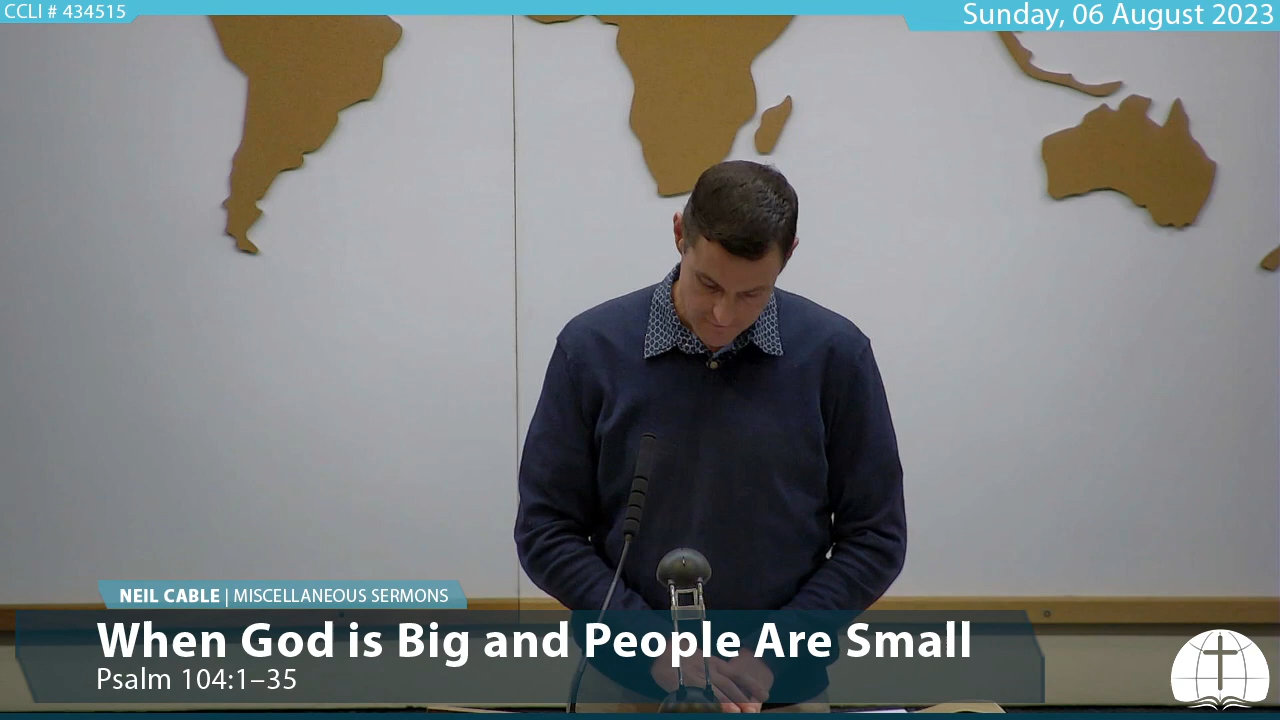 CCLI # 434515
Sunday, 06 August 2023
NEIL CABLE | MISCELLANEOUS SERMONS
When God is Big and People Are Small
Psalm 104:1–35